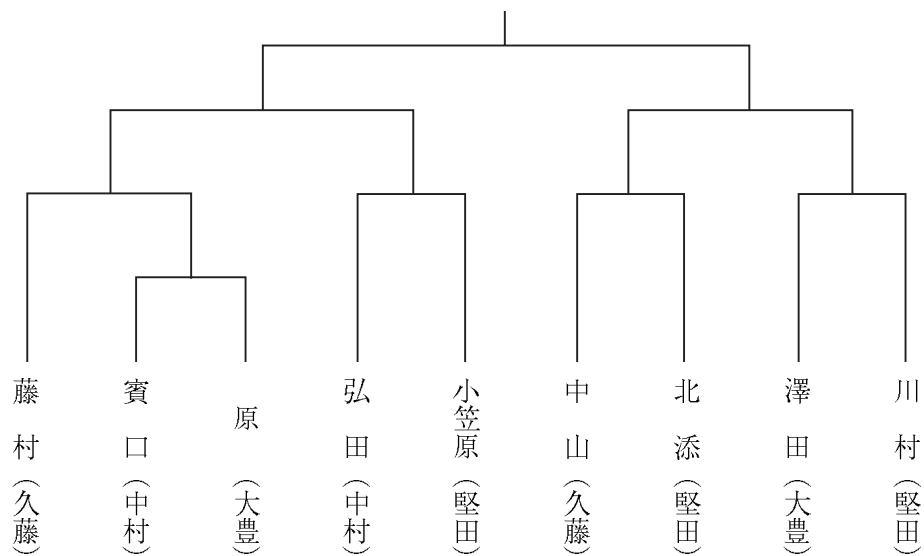 藤村(久藤)
賓口(中村)
原(大豊)
弘田(中村)
小笠原(堅田)
中山(久藤)
北添(堅田)
澤田(大豊)
川村(堅田)